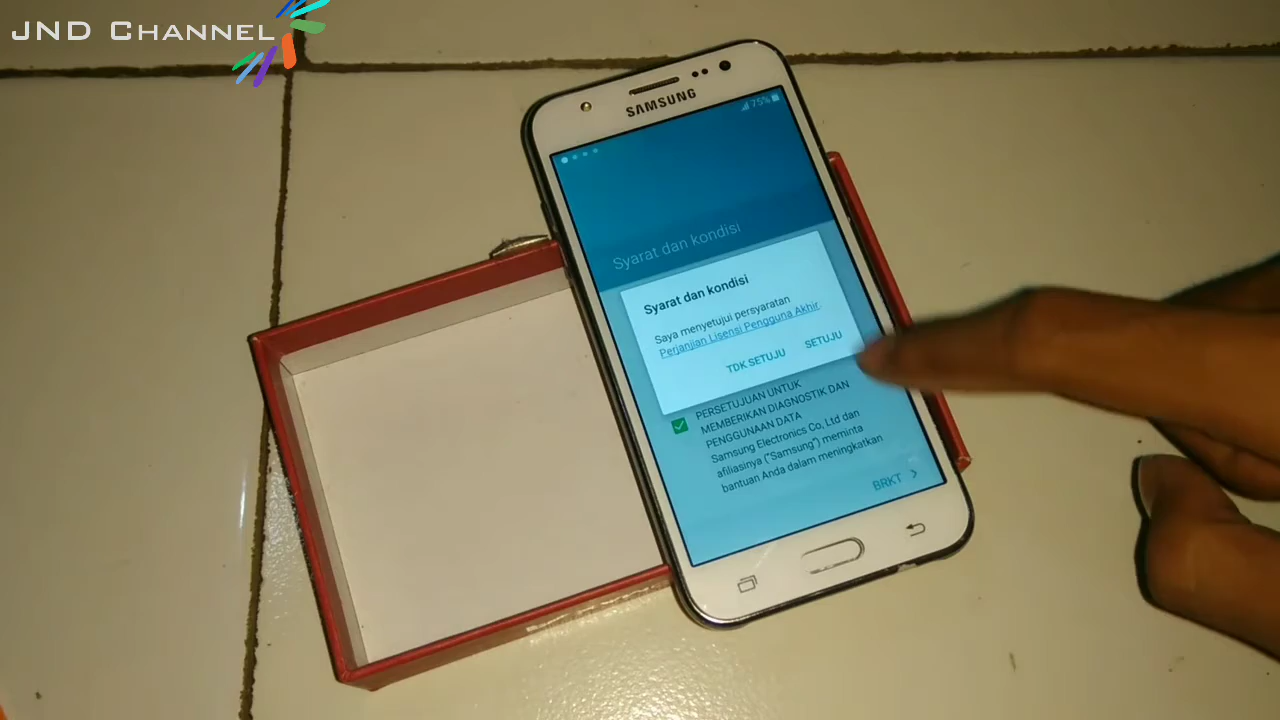 JND CHANNEL
SAMSUNG
75%
Syarat dan kondisi
Syarat dan kondisi
Saya menyetujui persyaratan
Perjanjian Lisensi Pengguna Akhir.
TDK SETUJU SETUJU
PERSETUJUAN UNTUK
MEMBERIKAN DIAGNOSTIK DAN
PENGGUNAAN DATA
Samsung Electronics Co, Ltd dan
afiliasinya ("Samsung") meminta
bantuan Anda dalam meningkatkan
BRKT >